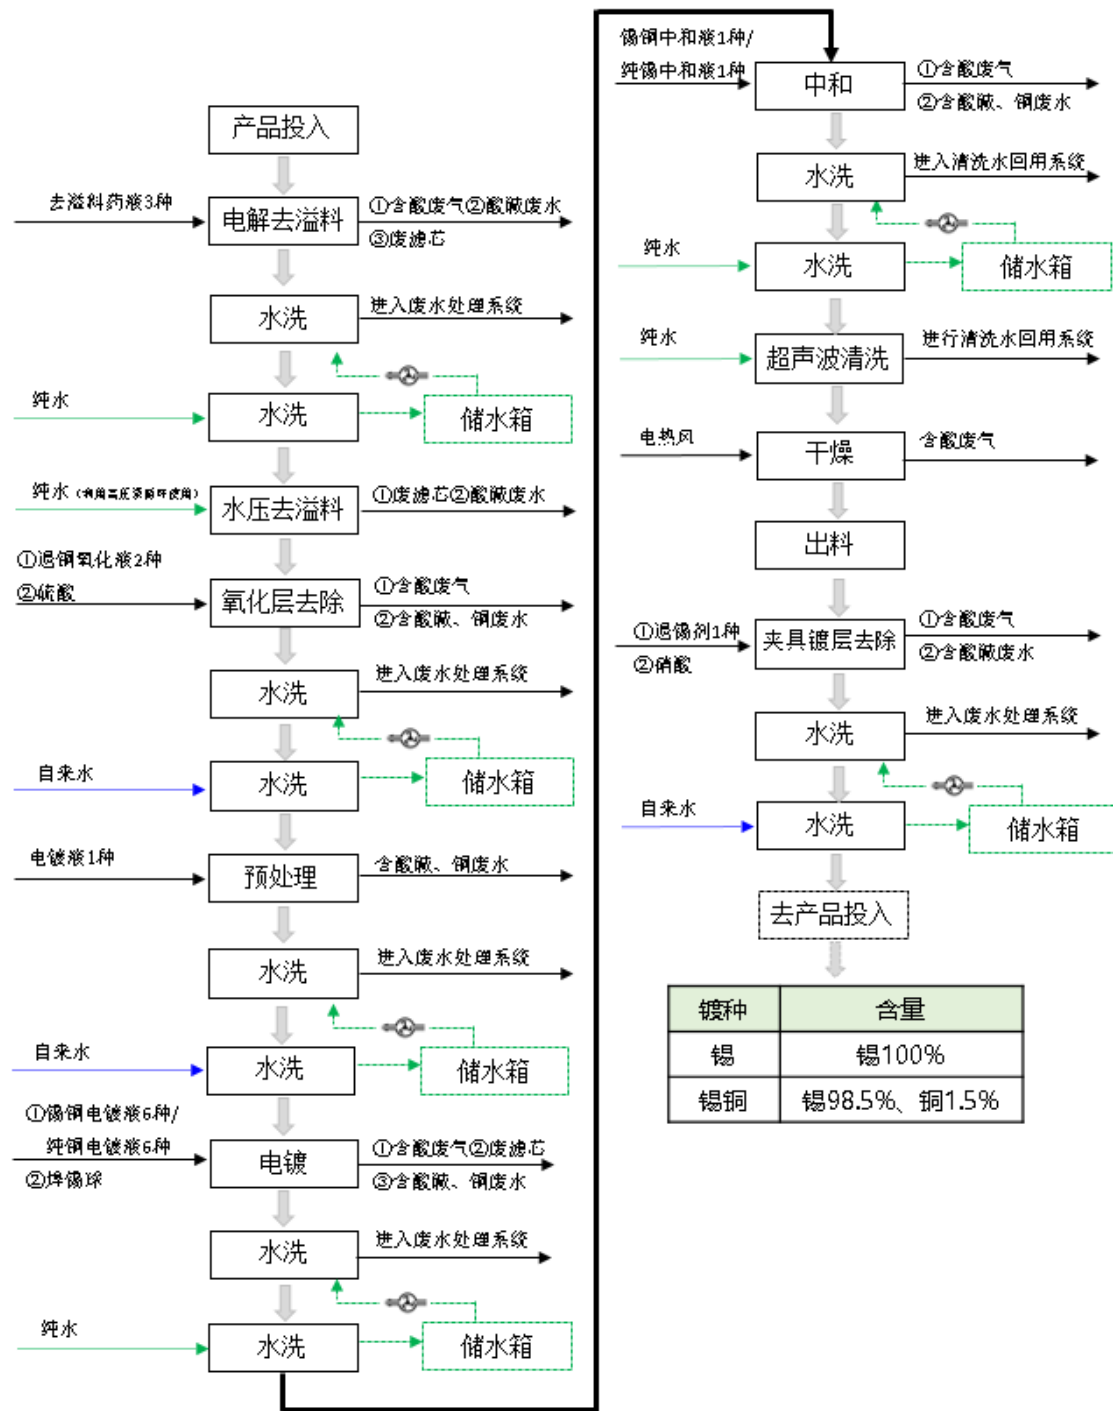 产品投入
去溢料药液3种
电解去溢料
①含酸废气②酸碱废水
③废滤芯
水洗
进入废水处理系统
纯水
水洗
储水箱
纯水（利用高压泵循环使用）
水压去溢料
①废滤芯②酸碱废水
①退铜氧化液2种
②硫酸
氧化层去除
①含酸废气
②含酸碱、铜废水
水洗
进入废水处理系统
自来水
水洗
储水箱
电镀液1种
预处理
含酸碱、铜废水
水洗
进入废水处理系统
自来水
水洗
储水箱
①锡铜电镀液6种/
纯铜电镀液6种
②焊锡球
电镀
①含酸废气②废滤芯
③含酸碱、铜废水
水洗
进入废水处理系统
纯水
水洗
储水箱
锡铜中和液1种/
纯锡中和液1种
中和
①含酸废气
②含酸碱、铜废水
水洗
进入清洗水回用系统
纯水
水洗
储水箱
纯水
超声波清洗
进行清洗水回用系统
电热风
干燥
含酸废气
出料
①退锡剂1种
②硝酸
夹具镀层去除
①含酸废气
②含酸碱废水
水洗
进入废水处理系统
自来水
水洗
储水箱
去产品投入
镀种 含量
锡 锡100%
锡铜 锡98.5%、铜1.5%